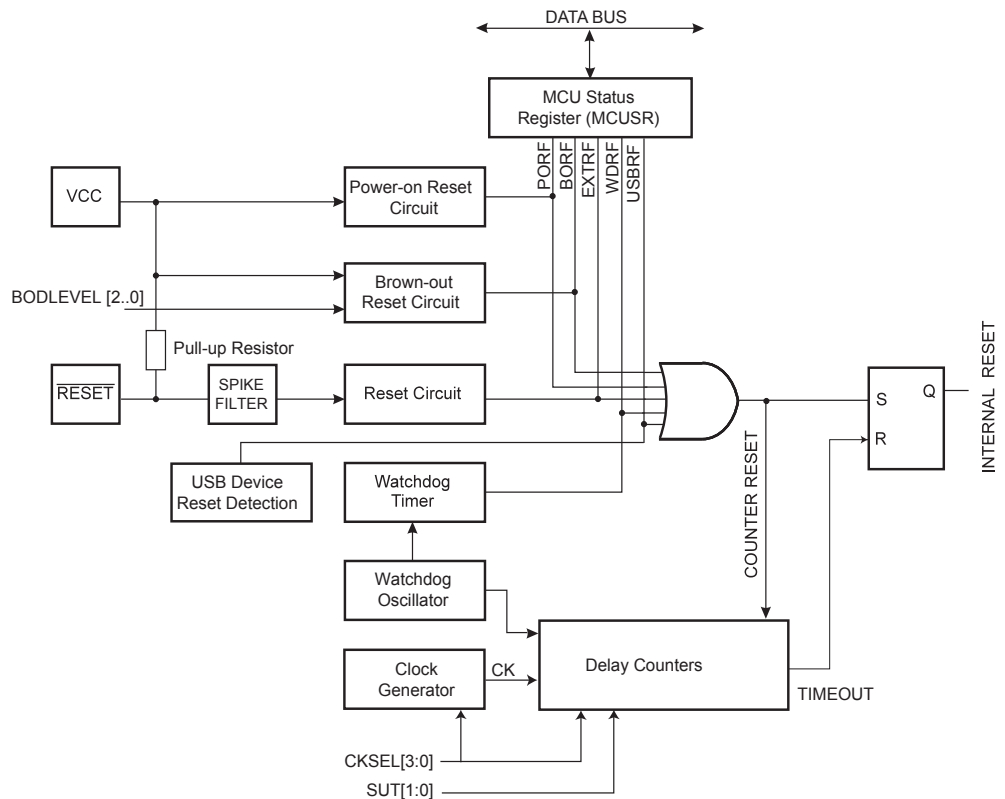 DATA BUS
MCU Status
Register (MCUSR)
PORF
BORF
EXTRF
WDRF
USBRF
VCC
Power-on Reset
Circuit
BODLEVEL [2..0]
Brown-out
Reset Circuit
Pull-up Resistor
RESET
SPIKE
FILTER
Reset Circuit
S
Q
R
INTERNAL RESET
USB Device
Reset Detection
Watchdog
Timer
COUNTER RESET
Watchdog
Oscillator
Clock
Generator
CK
Delay Counters
TIMEOUT
CKSEL[3:0]
SUT[1:0]